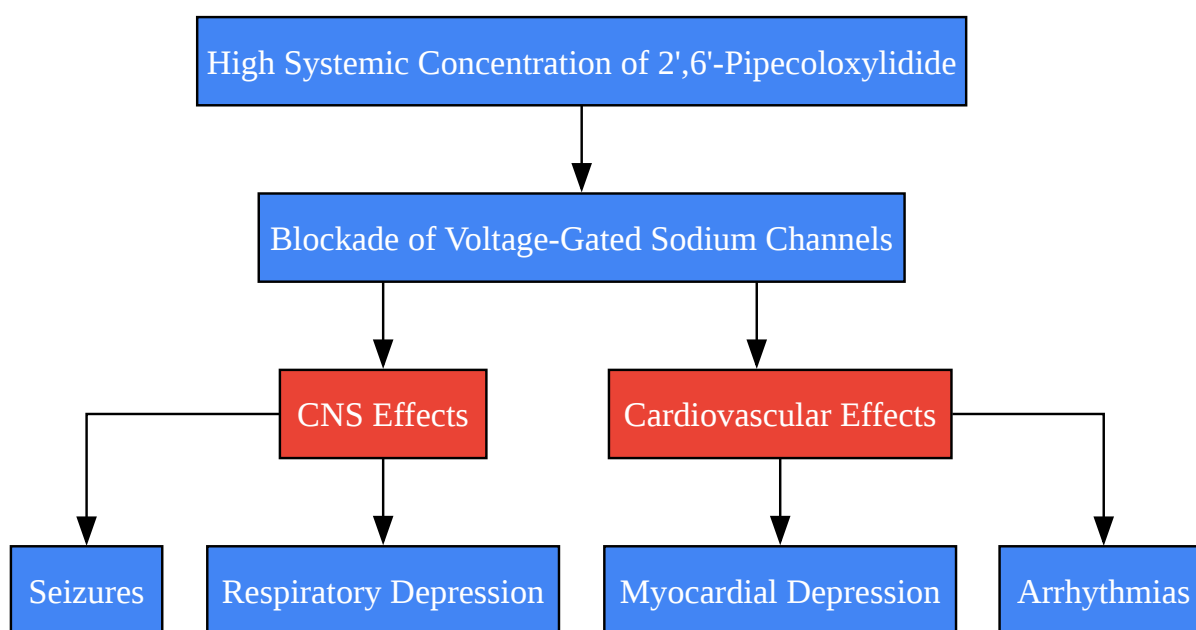 High Systemic Concentration of 2',6'-Pipecoloxylidide
Blockade of Voltage-Gated Sodium Channels
CNS Effects
Cardiovascular Effects
Seizures
Respiratory Depression
Myocardial Depression
Arrhythmias